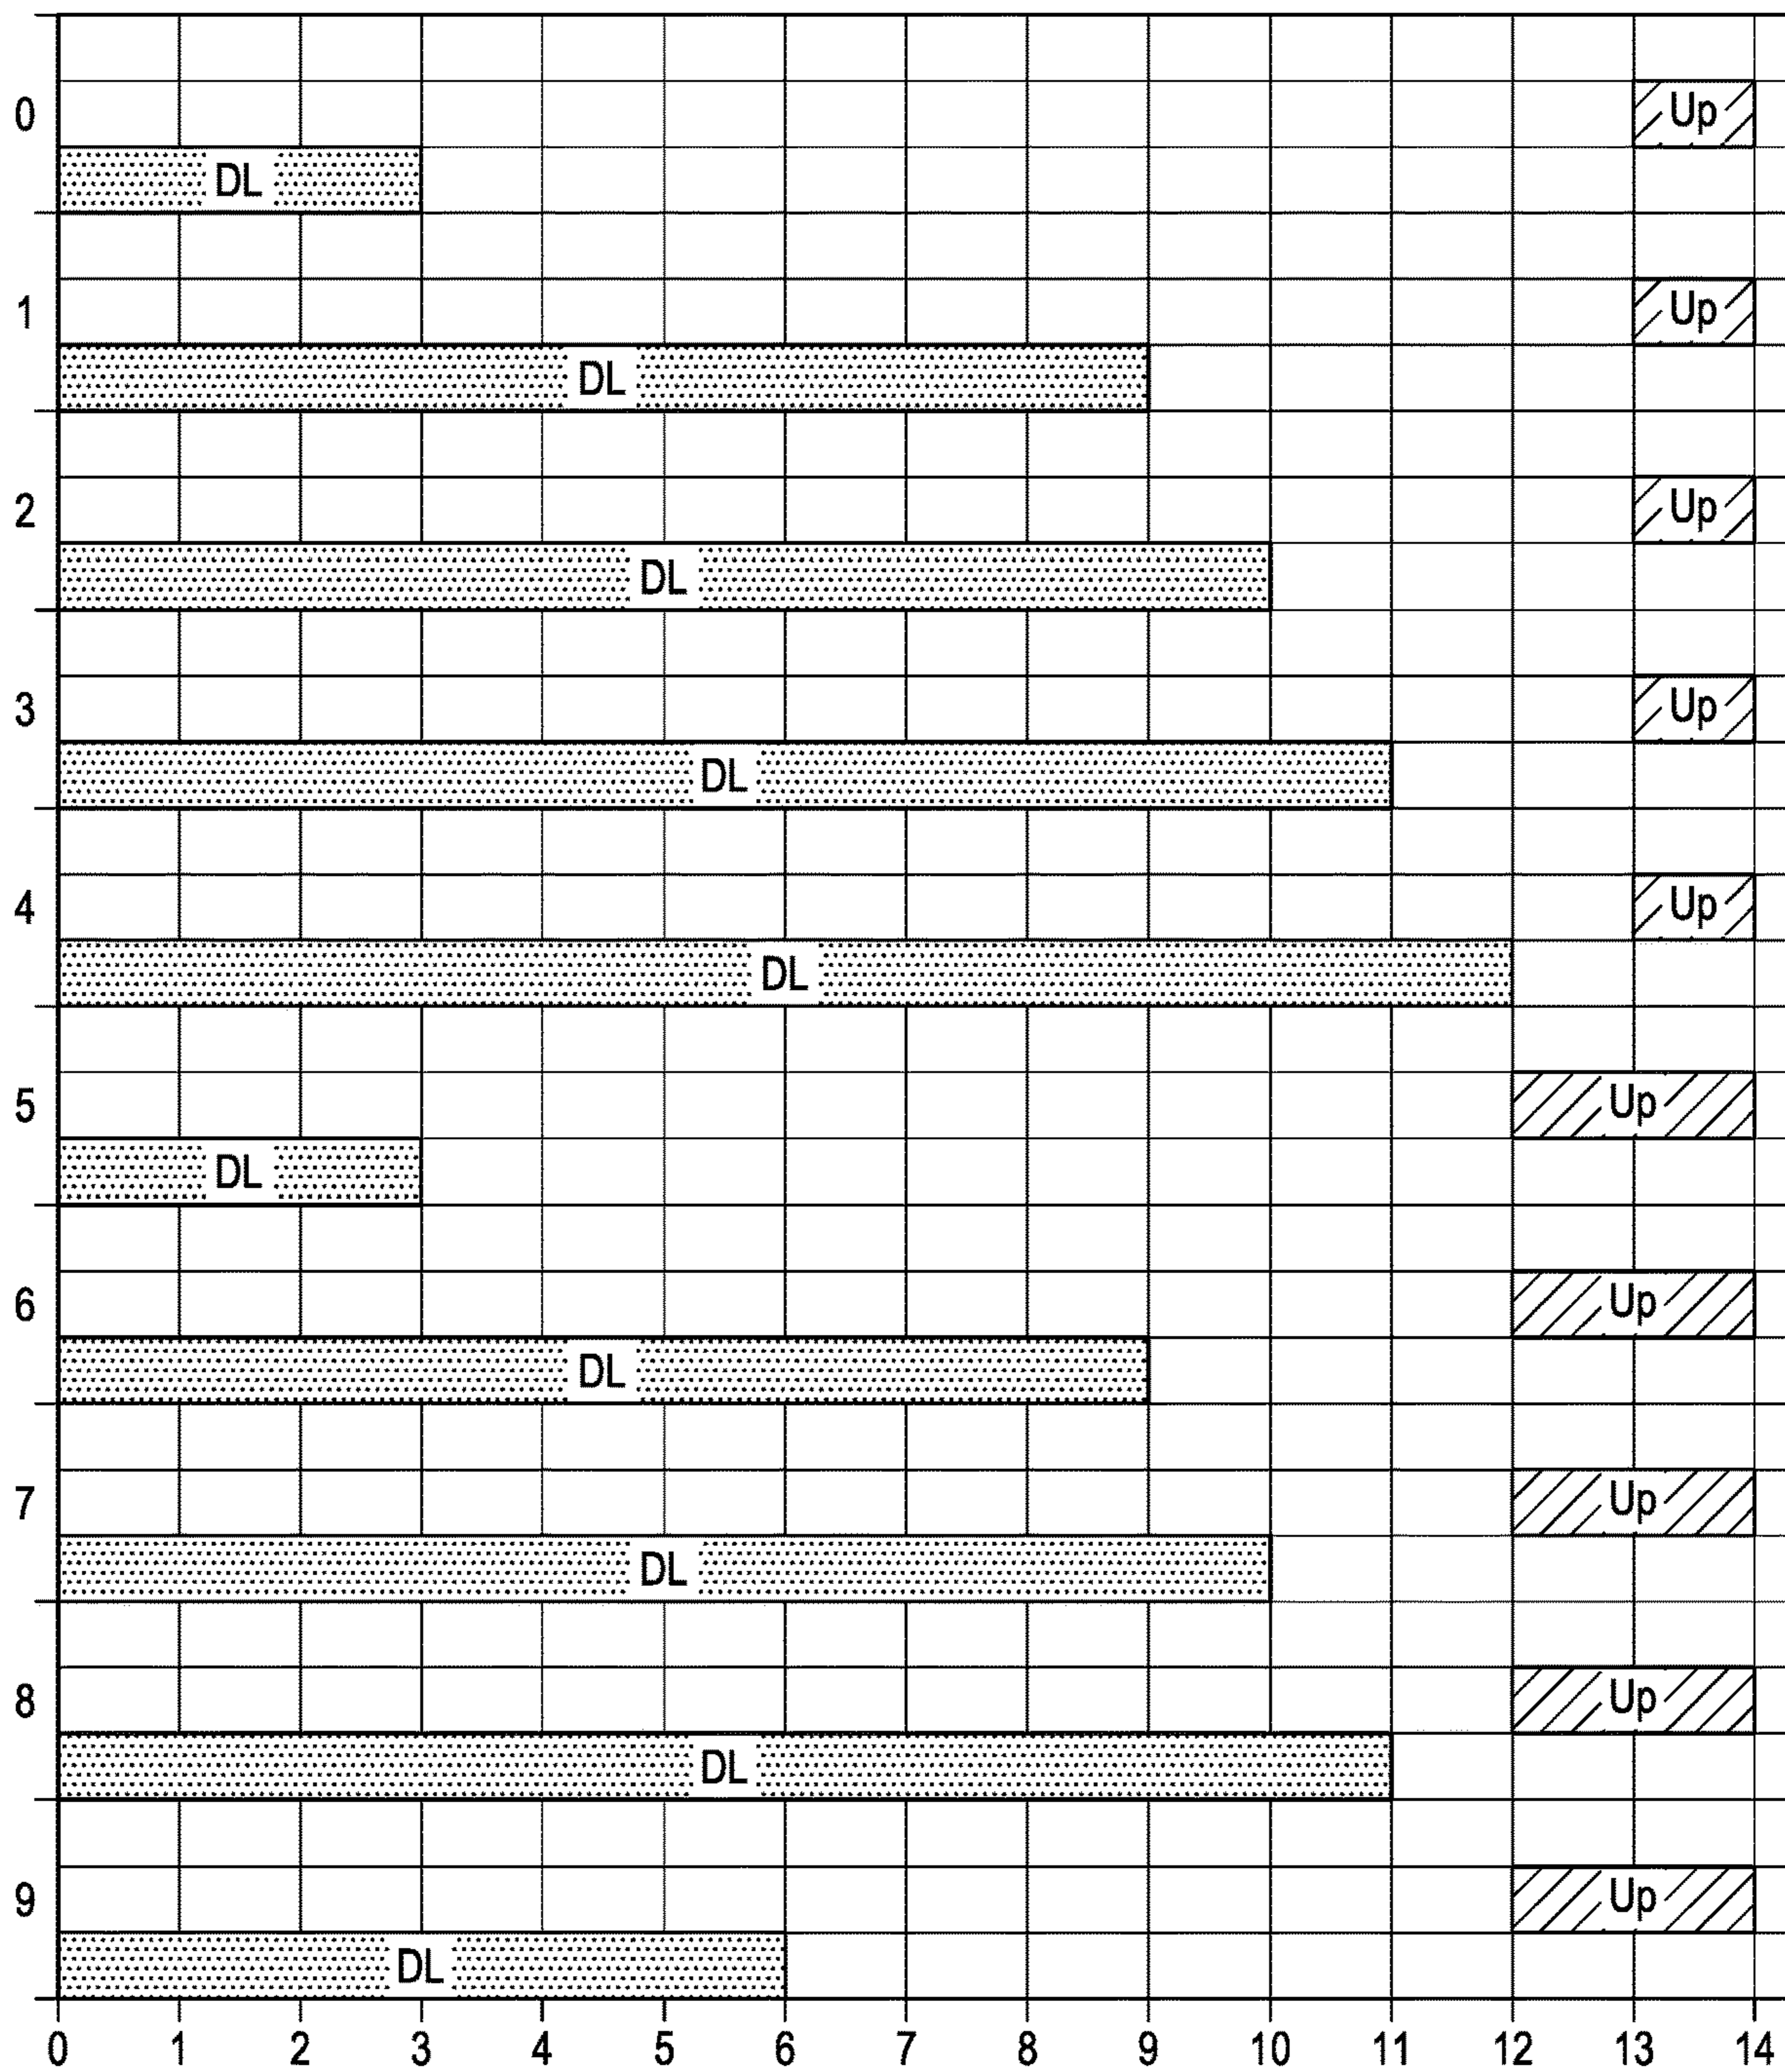 0 Up
DL
1 Up
DL
2 Up
DL
3 Up
DL
4 Up
DL
5 Up
DL
6 Up
DL
7 Up
DL
8 Up
DL
9 Up
DL
0 1 2 3 4 5 6 7 8 9 10 11 12 13 14